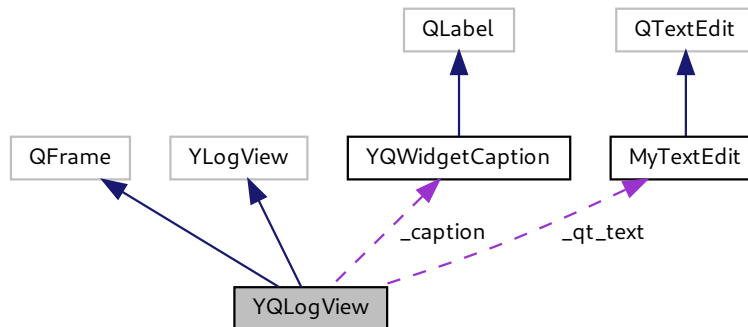 QLabel
QTextEdit
QFrame
YLogView
YQWidgetCaption
MyTextEdit
_caption
_qt_text
YQLogView